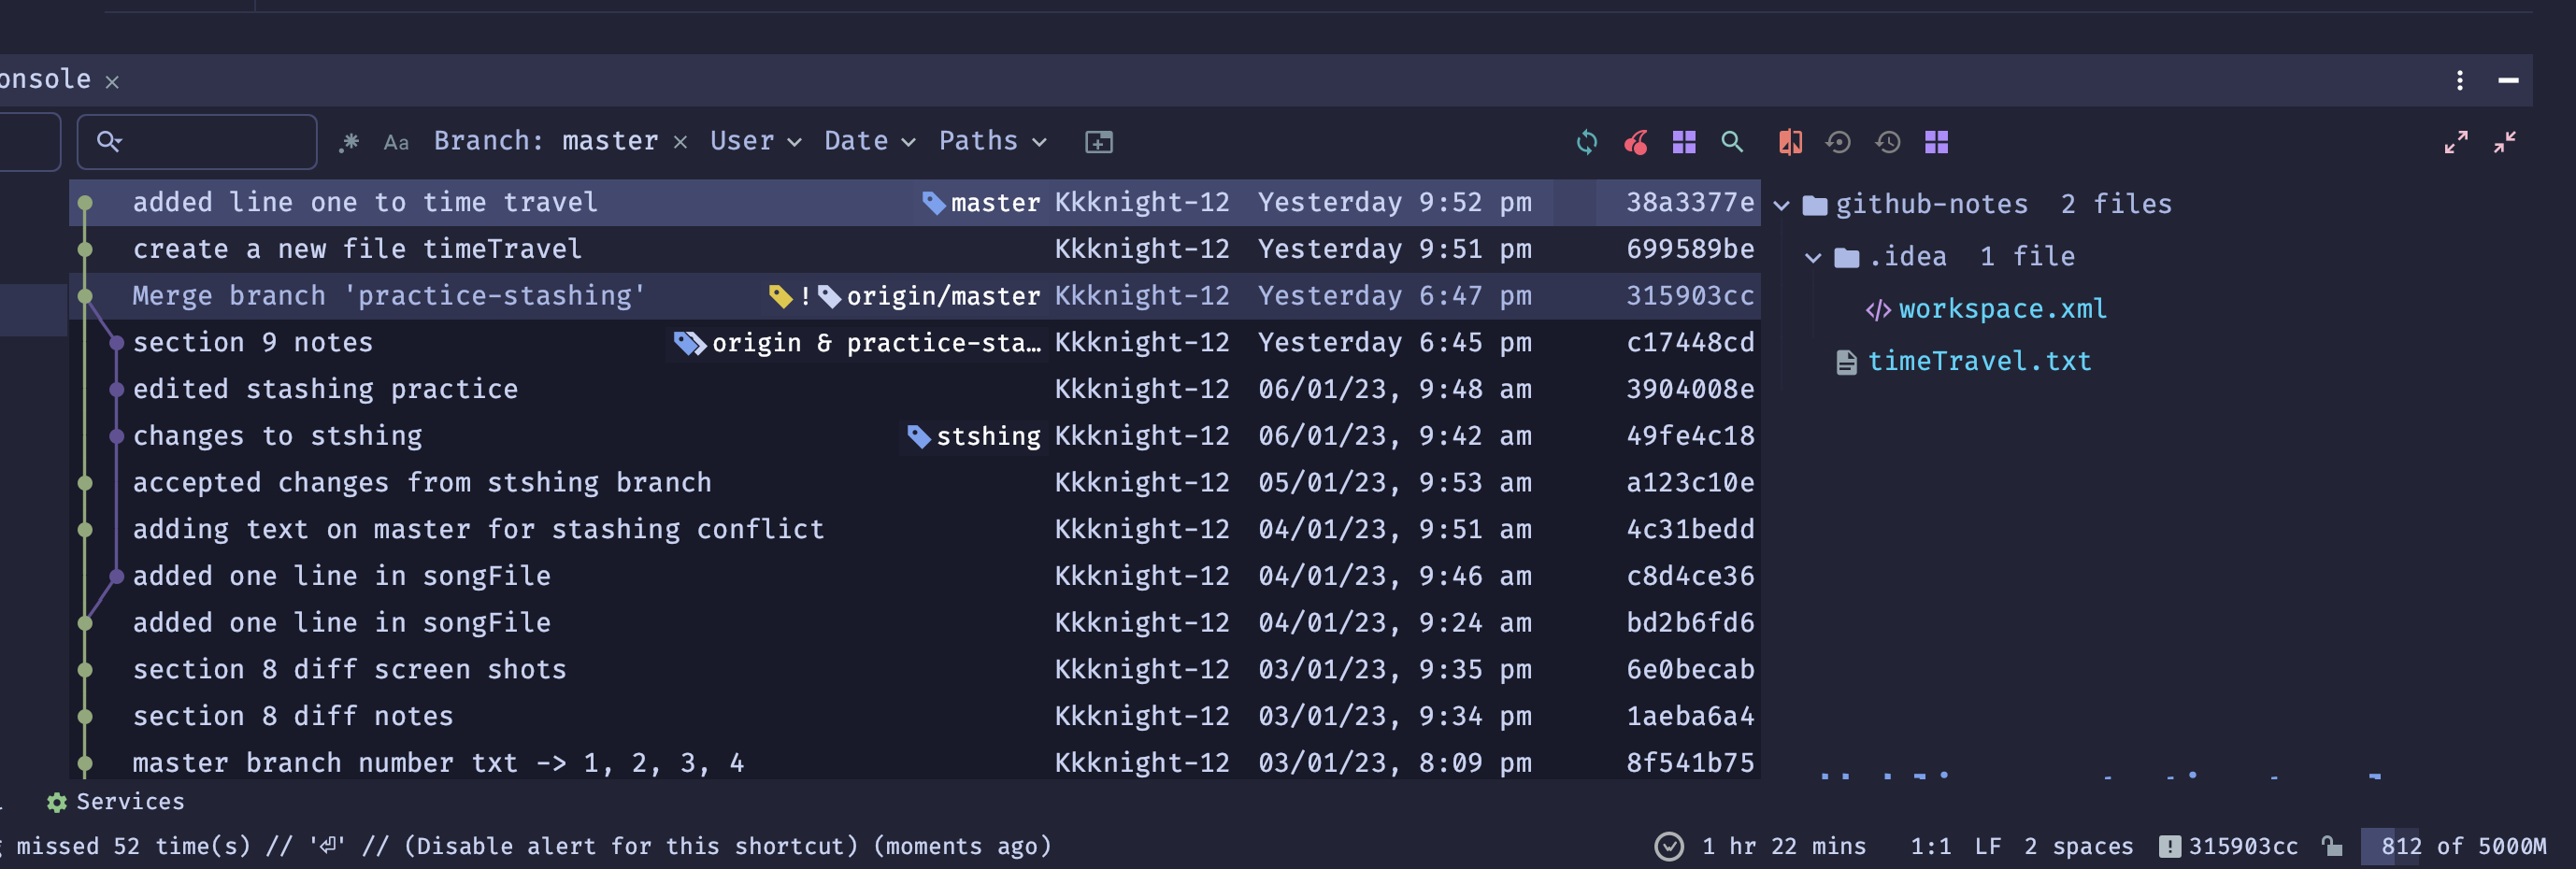 onsole ×
.* Aa Branch: master × User Date Paths
added line one to time travel master Kkknight-12 Yesterday 9:52 pm 38a3377e
create a new file timeTravel Kkknight-12 Yesterday 9:51 pm 699589be
Merge branch 'practice-stashing' ! origin/master Kkknight-12 Yesterday 6:47 pm 315903cc
section 9 notes origin & practice-sta… Kkknight-12 Yesterday 6:45 pm c17448cd
edited stashing practice Kkknight-12 06/01/23, 9:48 am 3904008e
changes to stshing stshing Kkknight-12 06/01/23, 9:42 am 49fe4c18
accepted changes from stshing branch Kkknight-12 05/01/23, 9:53 am a123c10e
adding text on master for stashing conflict Kkknight-12 04/01/23, 9:51 am 4c31bedd
added one line in songFile Kkknight-12 04/01/23, 9:46 am c8d4ce36
added one line in songFile Kkknight-12 04/01/23, 9:24 am bd2b6fd6
section 8 diff screen shots Kkknight-12 03/01/23, 9:35 pm 6e0becab
section 8 diff notes Kkknight-12 03/01/23, 9:34 pm 1aeba6a4
master branch number txt -> 1, 2, 3, 4 Kkknight-12 03/01/23, 8:09 pm 8f541b75
github-notes 2 files
.idea 1 file
</> workspace.xml
timeTravel.txt
Services
missed 52 time(s) // '⏎' // (Disable alert for this shortcut) (moments ago) 1 hr 22 mins 1:1 LF 2 spaces ! 315903cc 812 of 5000M